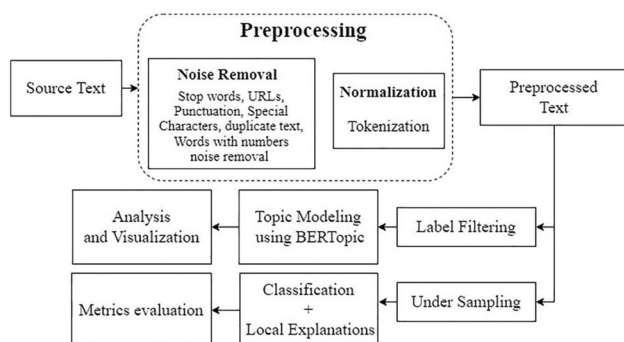 Preprocessing
Source Text
Noise Removal
Stop words, URLs,
Punctuation, Special
Characters, duplicate text,
Words with numbers
noise removal
Normalization
Tokenization
Preprocessed
Text
Analysis
and Visualization
Topic Modeling
using BERTopic
Label Filtering
Metrics evaluation
Classification
+
Local Explanations
Under Sampling